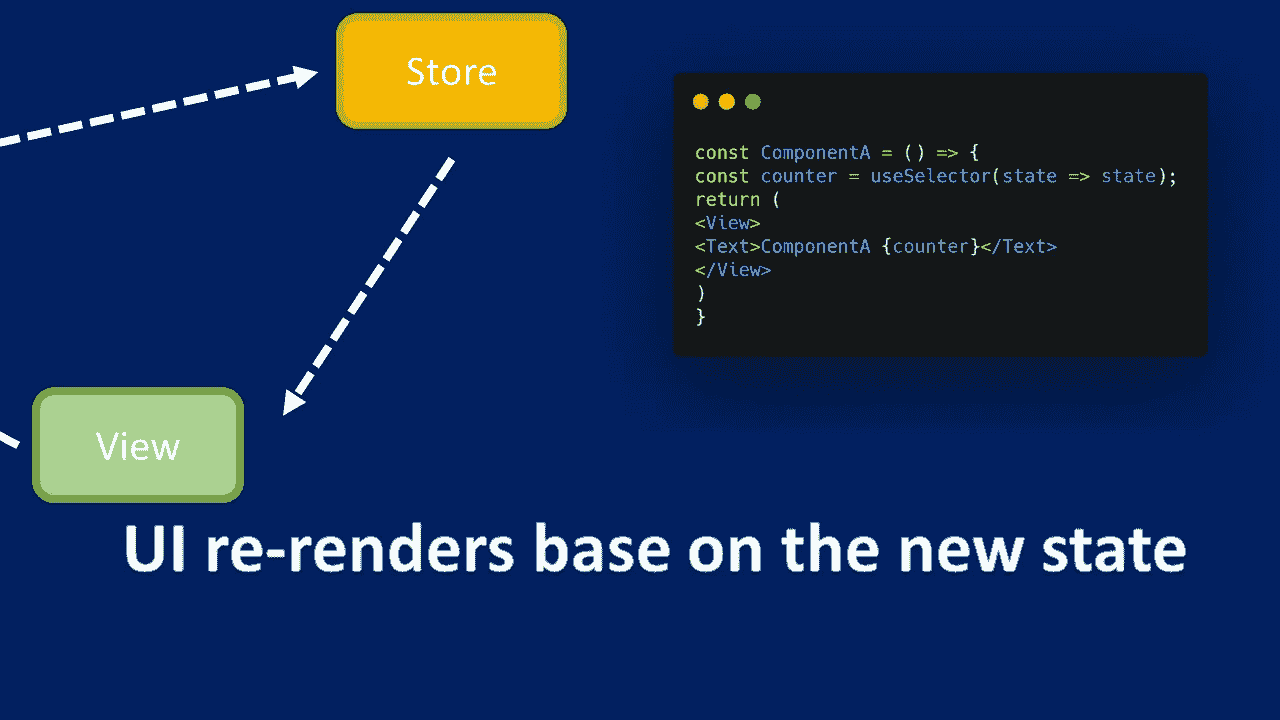 Store
const ComponentA = () => {
const counter = useSelector(state => state);
return (
<View>
<Text>ComponentA {counter}</Text>
</View>
)
}
View
UI re-renders base on the new state